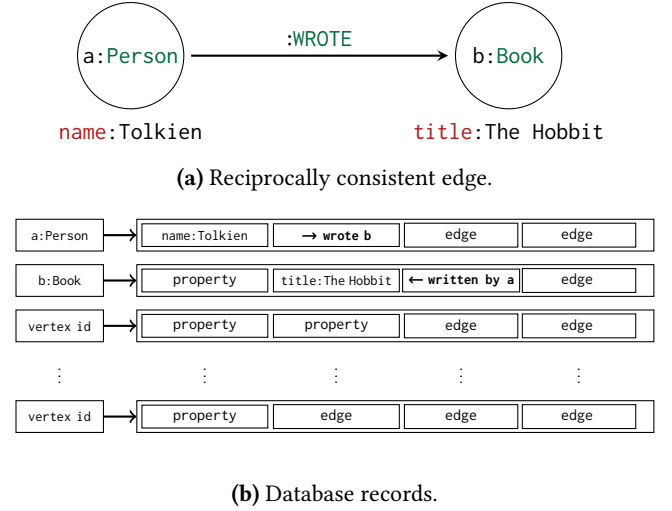 :WROTE
a:Person b:Book
name:Tolkien title:The Hobbit
(a) Reciprocally consistent edge.
a:Person name:Tolkien → wrote b edge edge
b:Book property title:The Hobbit ← written by a edge
vertex id property property edge edge
⋮ ⋮ ⋮ ⋮ ⋮
vertex id property edge edge edge
(b) Database records.